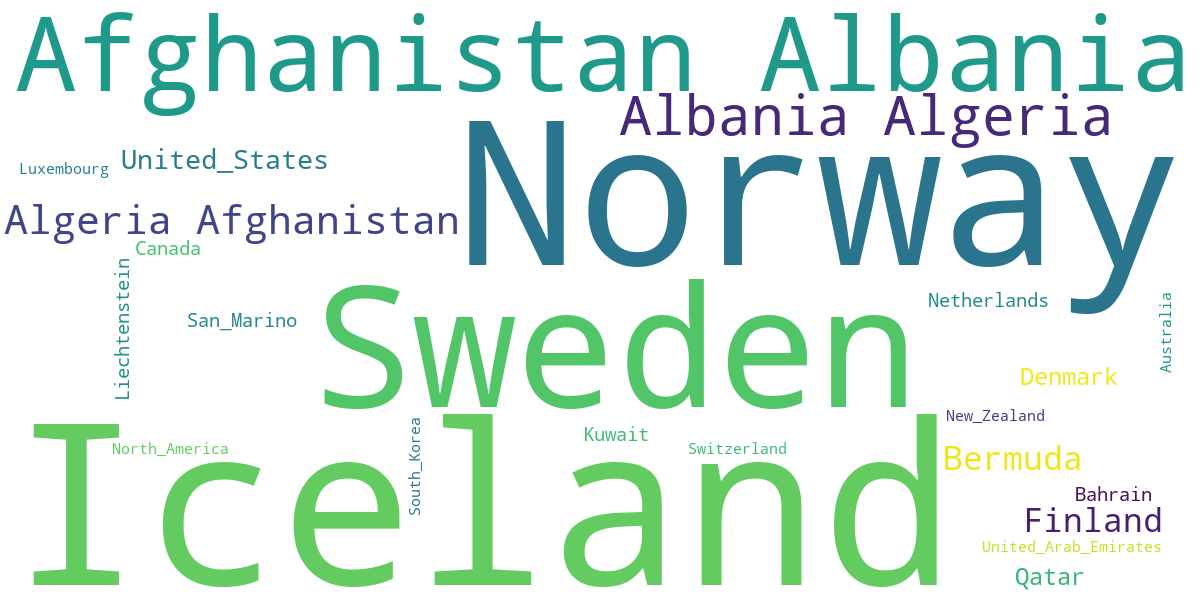 Afghanistan Albania
Albania Algeria
Norway
United_States
Luxembourg
Algeria Afghanistan
Canada
Liechtenstein
San_Marino
Sweden
Netherlands
Australia
Denmark
New_Zealand
Iceland
North_America
South_Korea
Kuwait
Switzerland
Bermuda
Bahrain
Finland
United_Arab_Emirates
Qatar